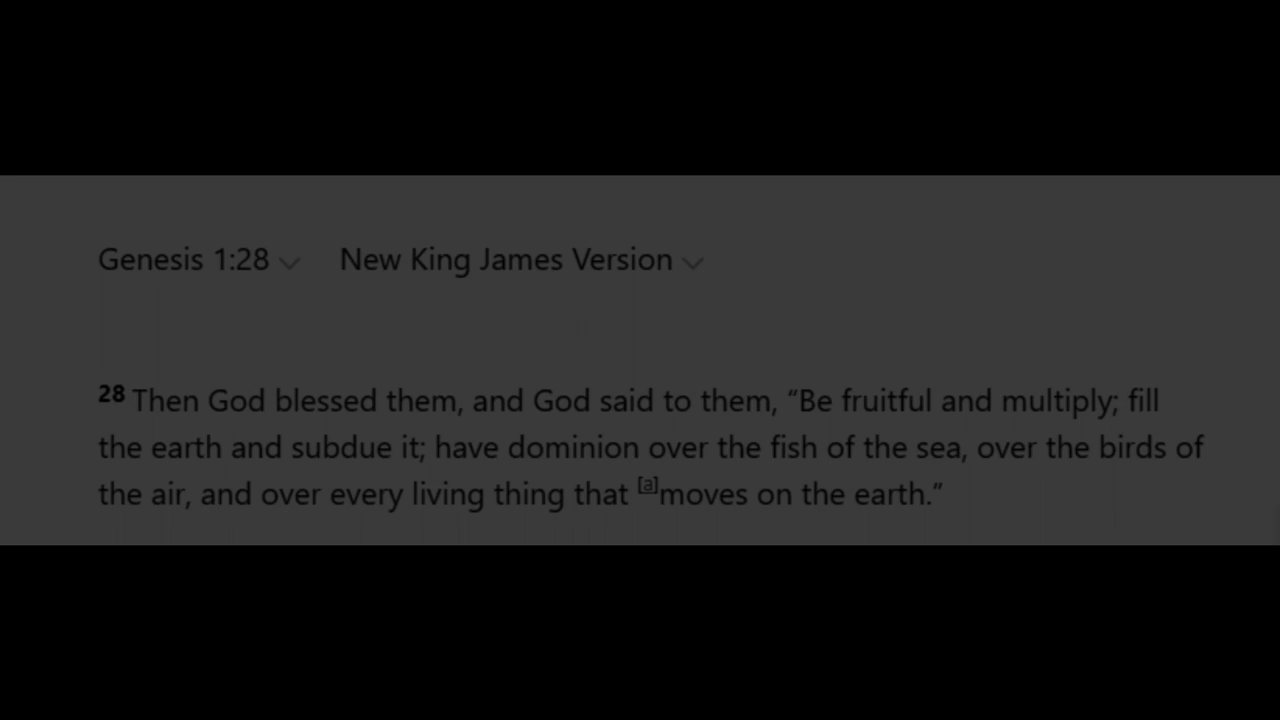 Genesis 1:28 New King James Version
28 Then God blessed them, and God said to them, “Be fruitful and multiply; fill
the earth and subdue it; have dominion over the fish of the sea, over the birds of
the air, and over every living thing that [a]moves on the earth.”